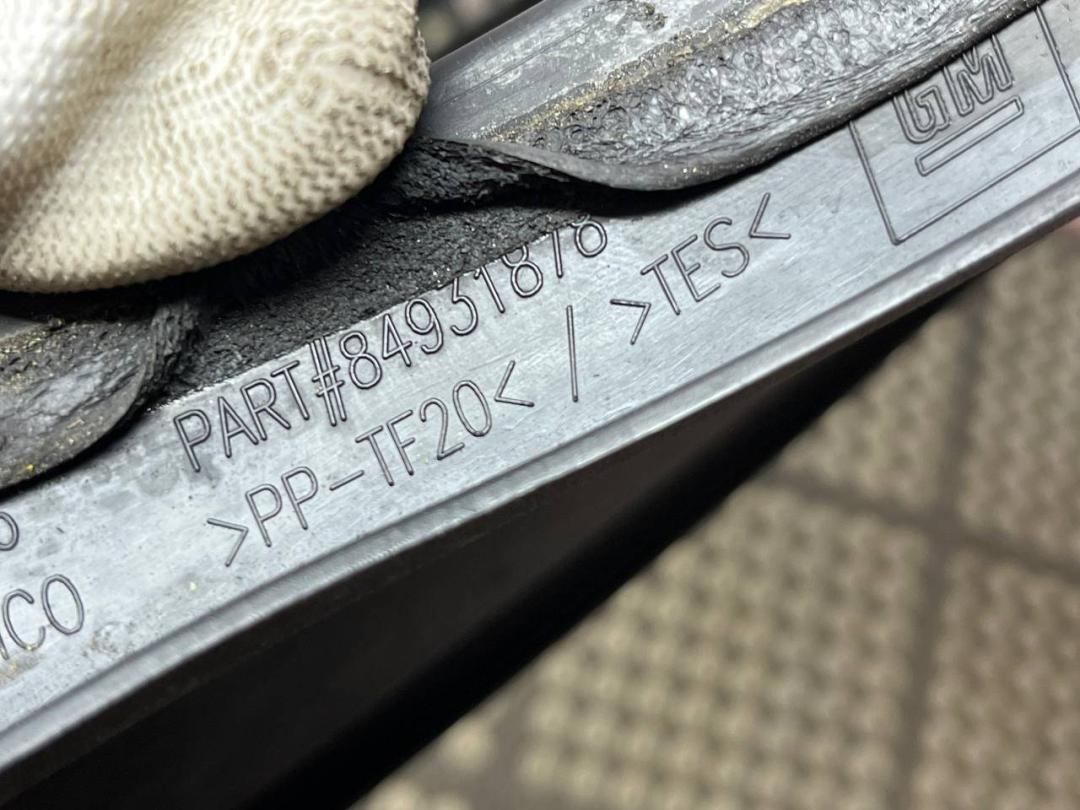 GM
PART#84931878
>PP-TF20< / >TES<